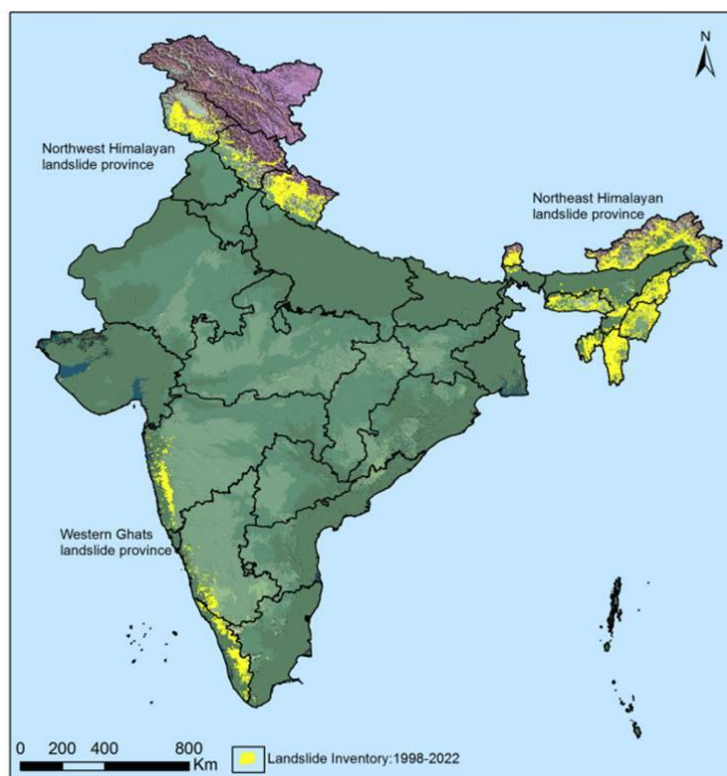 N
Northwest Himalayan
landslide province
Northeast Himalayan
landslide province
Western Ghats
landslide province
0 200 400 800
Km
Landslide Inventory:1998-2022